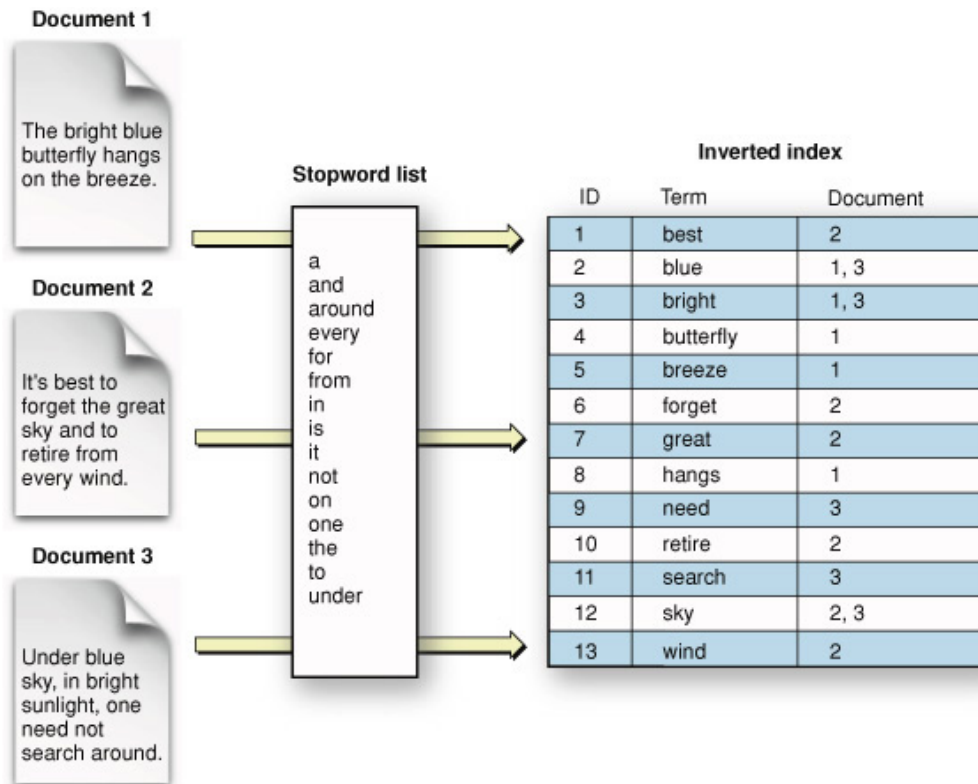 Document 1
The bright blue
butterfly hangs
on the breeze.
Document 2
It's best to
forget the great
sky and to
retire from
every wind.
Document 3
Under blue
sky, in bright
sunlight, one
need not
search around.
Stopword list
a
and
around
every
for
from
in
is
it
not
on
one
the
to
under
Inverted index
ID Term Document
1 best 2
2 blue 1, 3
3 bright 1, 3
4 butterfly 1
5 breeze 1
6 forget 2
7 great 2
8 hangs 1
9 need 3
10 retire 2
11 search 3
12 sky 2, 3
13 wind 2